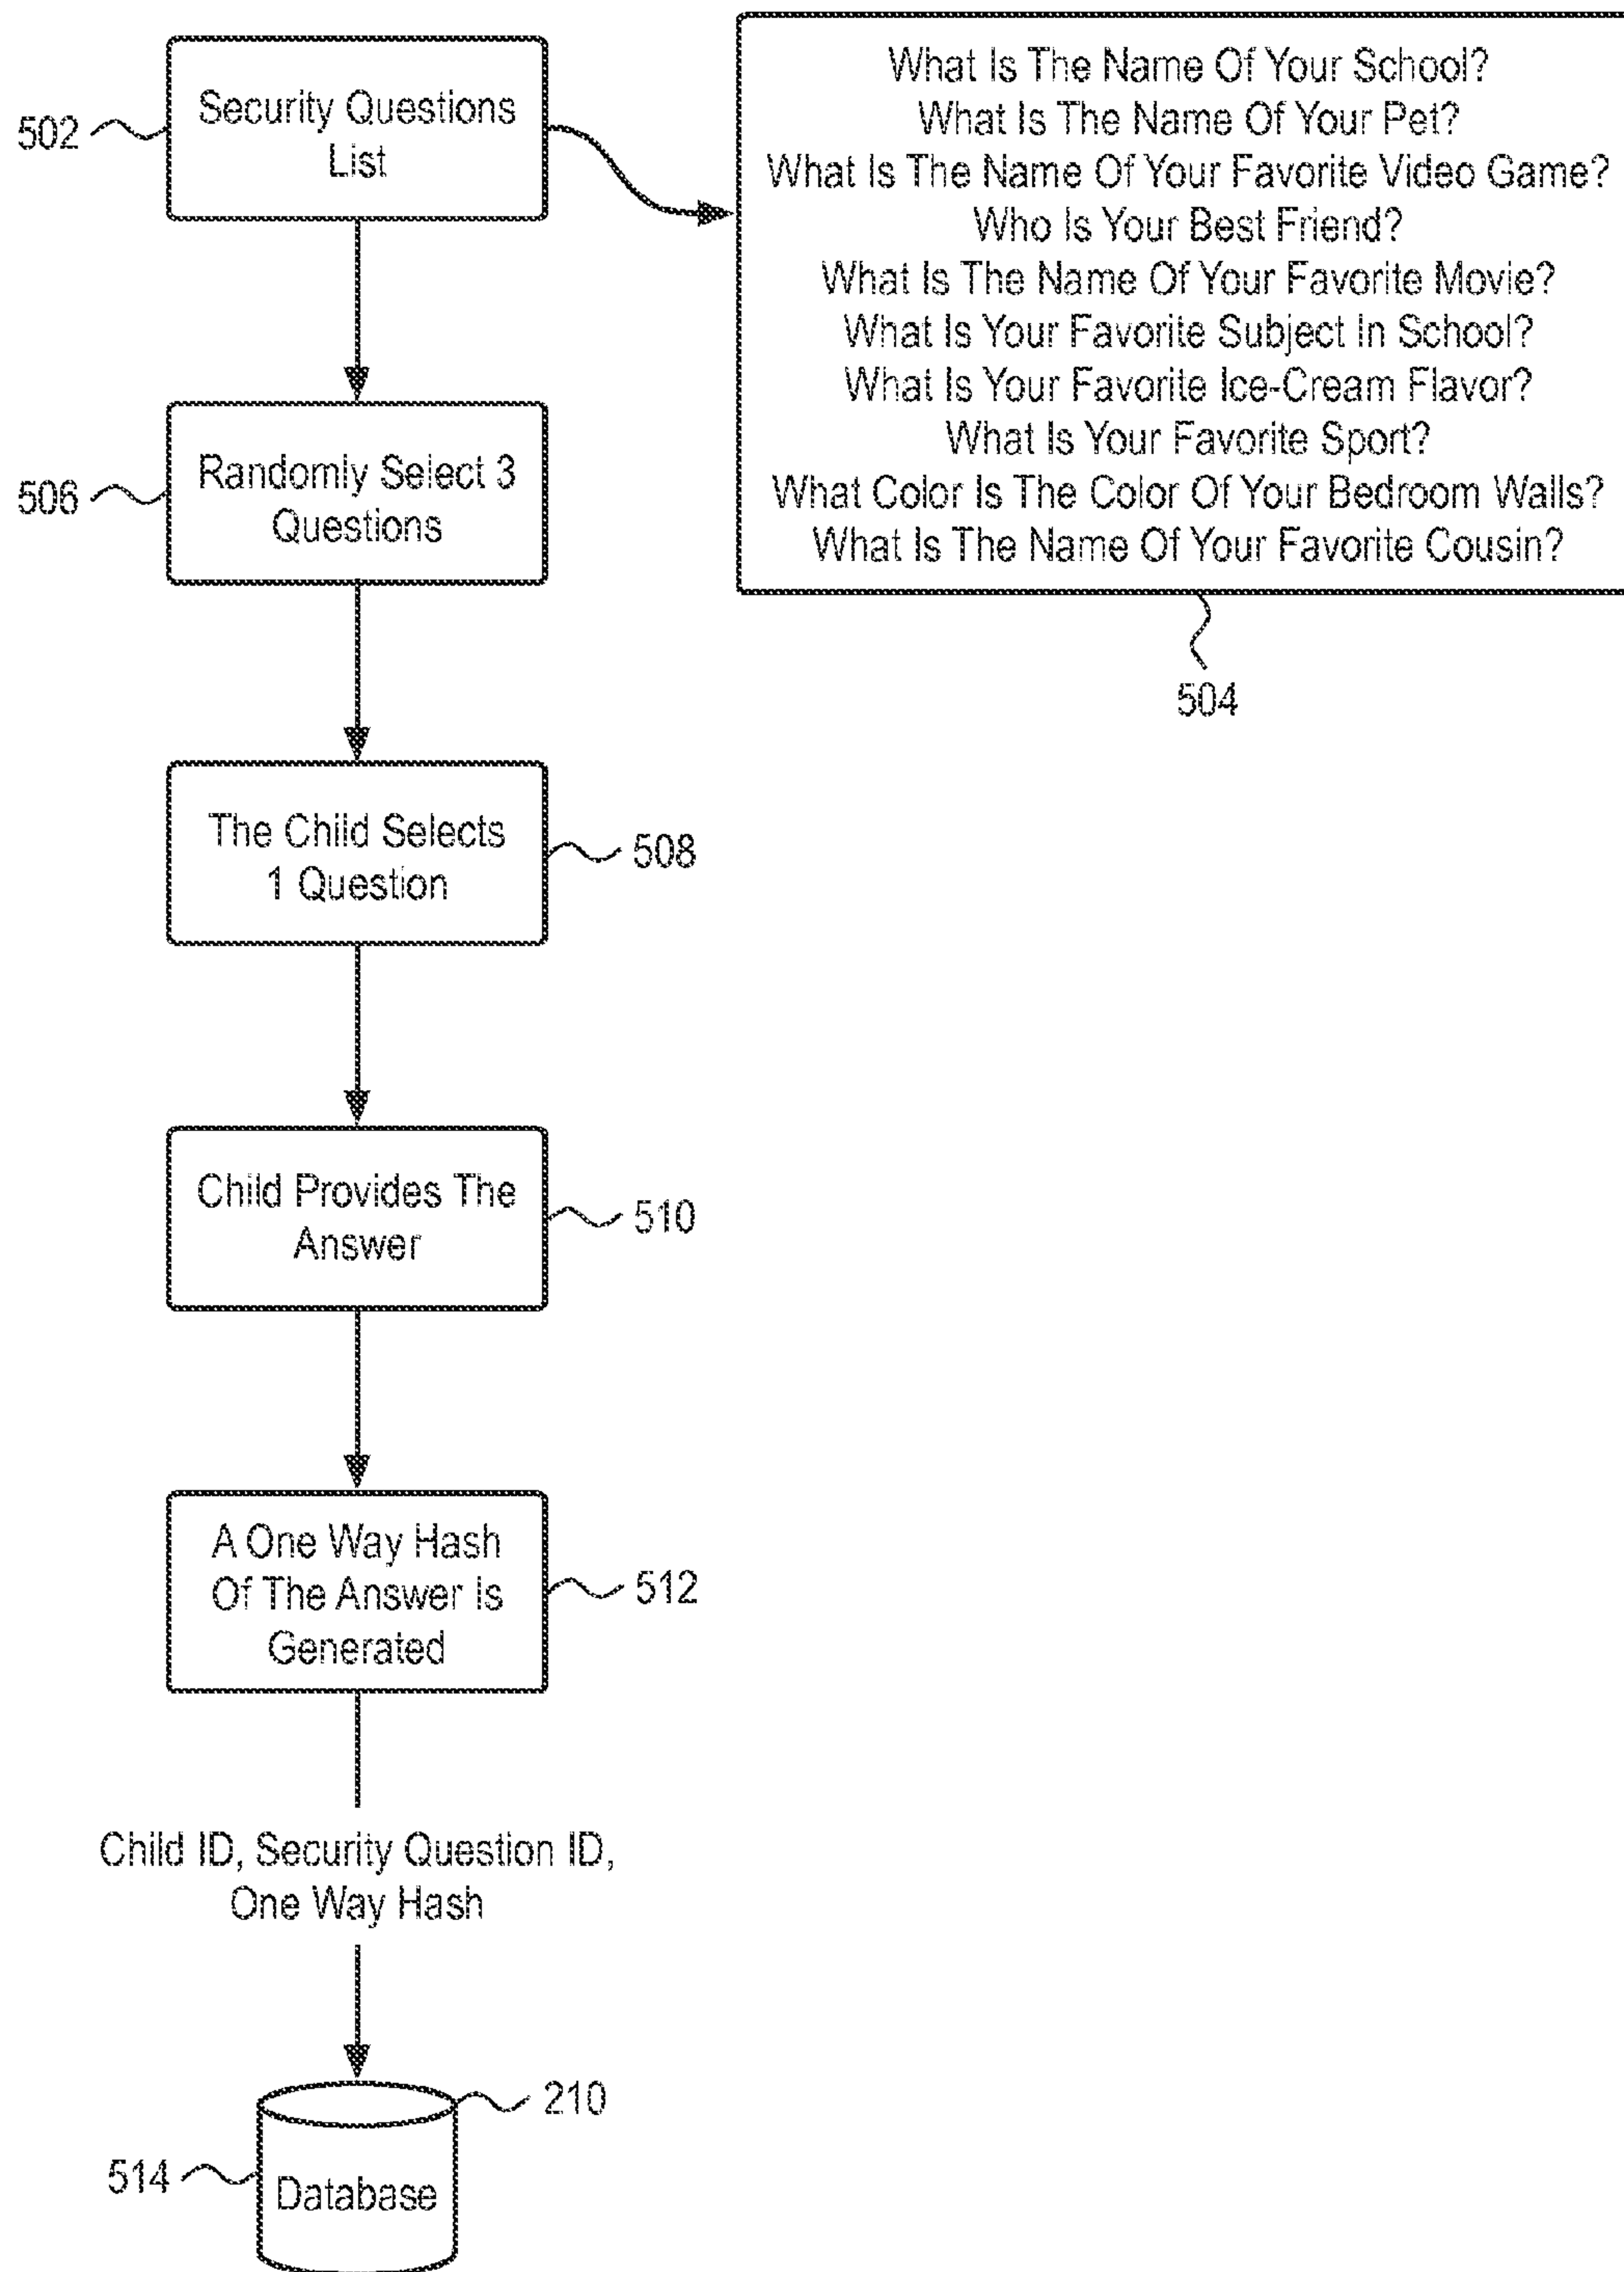 502
Security Questions
List
What Is The Name Of Your School?
What Is The Name Of Your Pet?
What Is The Name Of Your Favorite Video Game?
Who Is Your Best Friend?
What Is The Name Of Your Favorite Movie?
What Is Your Favorite Subject In School?
What Is Your Favorite Ice-Cream Flavor?
What Is Your Favorite Sport?
What Color Is The Color Of Your Bedroom Walls?
What Is The Name Of Your Favorite Cousin?
504
506
Randomly Select 3
Questions
The Child Selects
1 Question
508
Child Provides The
Answer
510
A One Way Hash
Of The Answer Is
Generated
512
Child ID, Security Question ID,
One Way Hash
210
514
Database